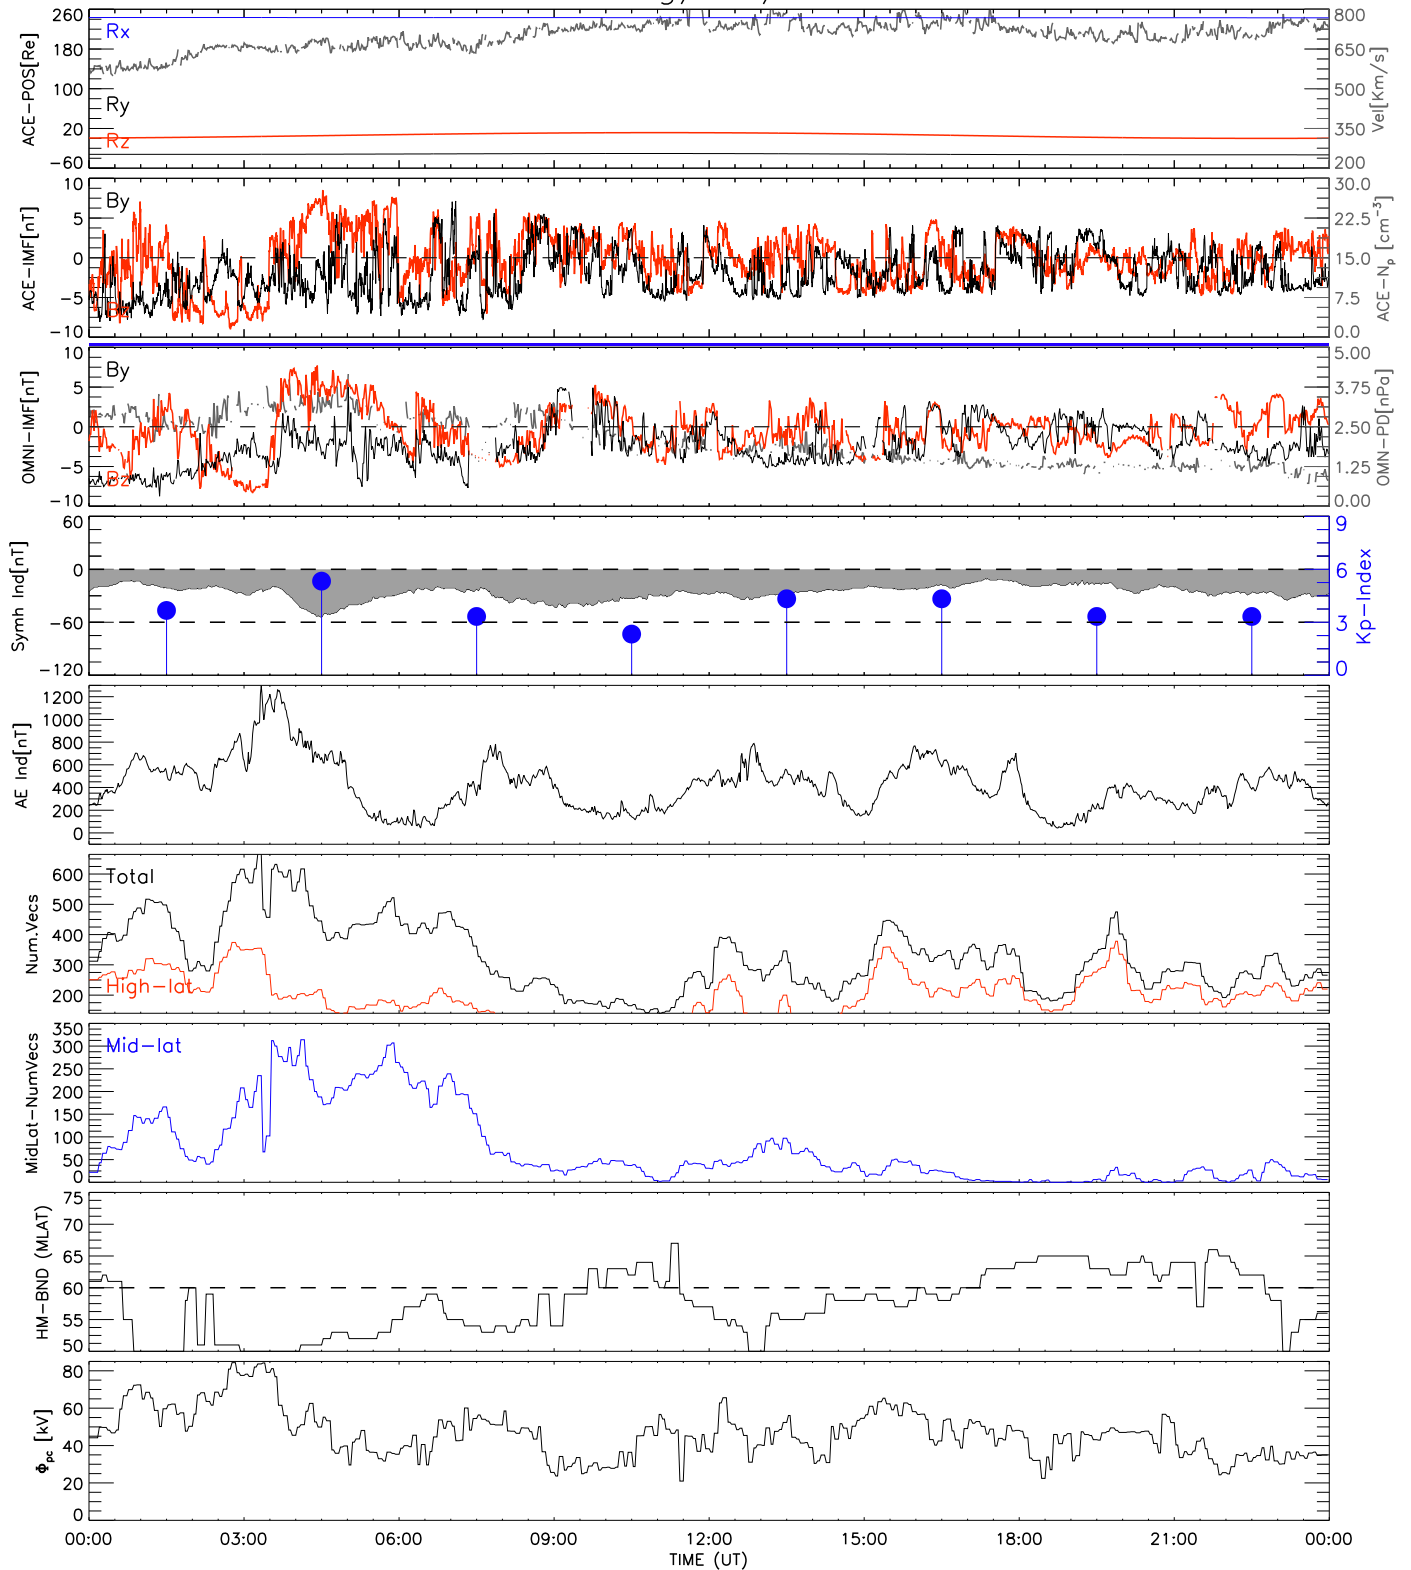 260
180
100
20
−60
ACE−POS[Re]
Rx
Ry
Rz
800
650
500
350
200
Vel[Km/s]
10
5
0
−5
−10
ACE−IMF[nT]
By
Bz
30.0
22.5
15.0
7.5
0.0
ACE−Np [cm−3]
10
5
0
−5
−10
OMNI−IMF[nT]
By
Bz
5.00
3.75
2.50
1.25
0.00
OMN−PD[nPa]
60
0
−60
−120
Symh Ind[nT]
9
6
3
0
Kp−Index
1200
1000
800
600
400
200
0
AE Ind[nT]
600
500
400
300
200
Num.Vecs
Total
High−lat
350
300
250
200
150
100
50
0
MidLat−NumVecs
Mid−lat
75
70
65
60
55
50
HM−BND (MLAT)
80
60
40
20
0
Φpc [kV]
00:00 03:00 06:00 09:00 12:00 15:00 18:00 21:00 00:00
TIME (UT)